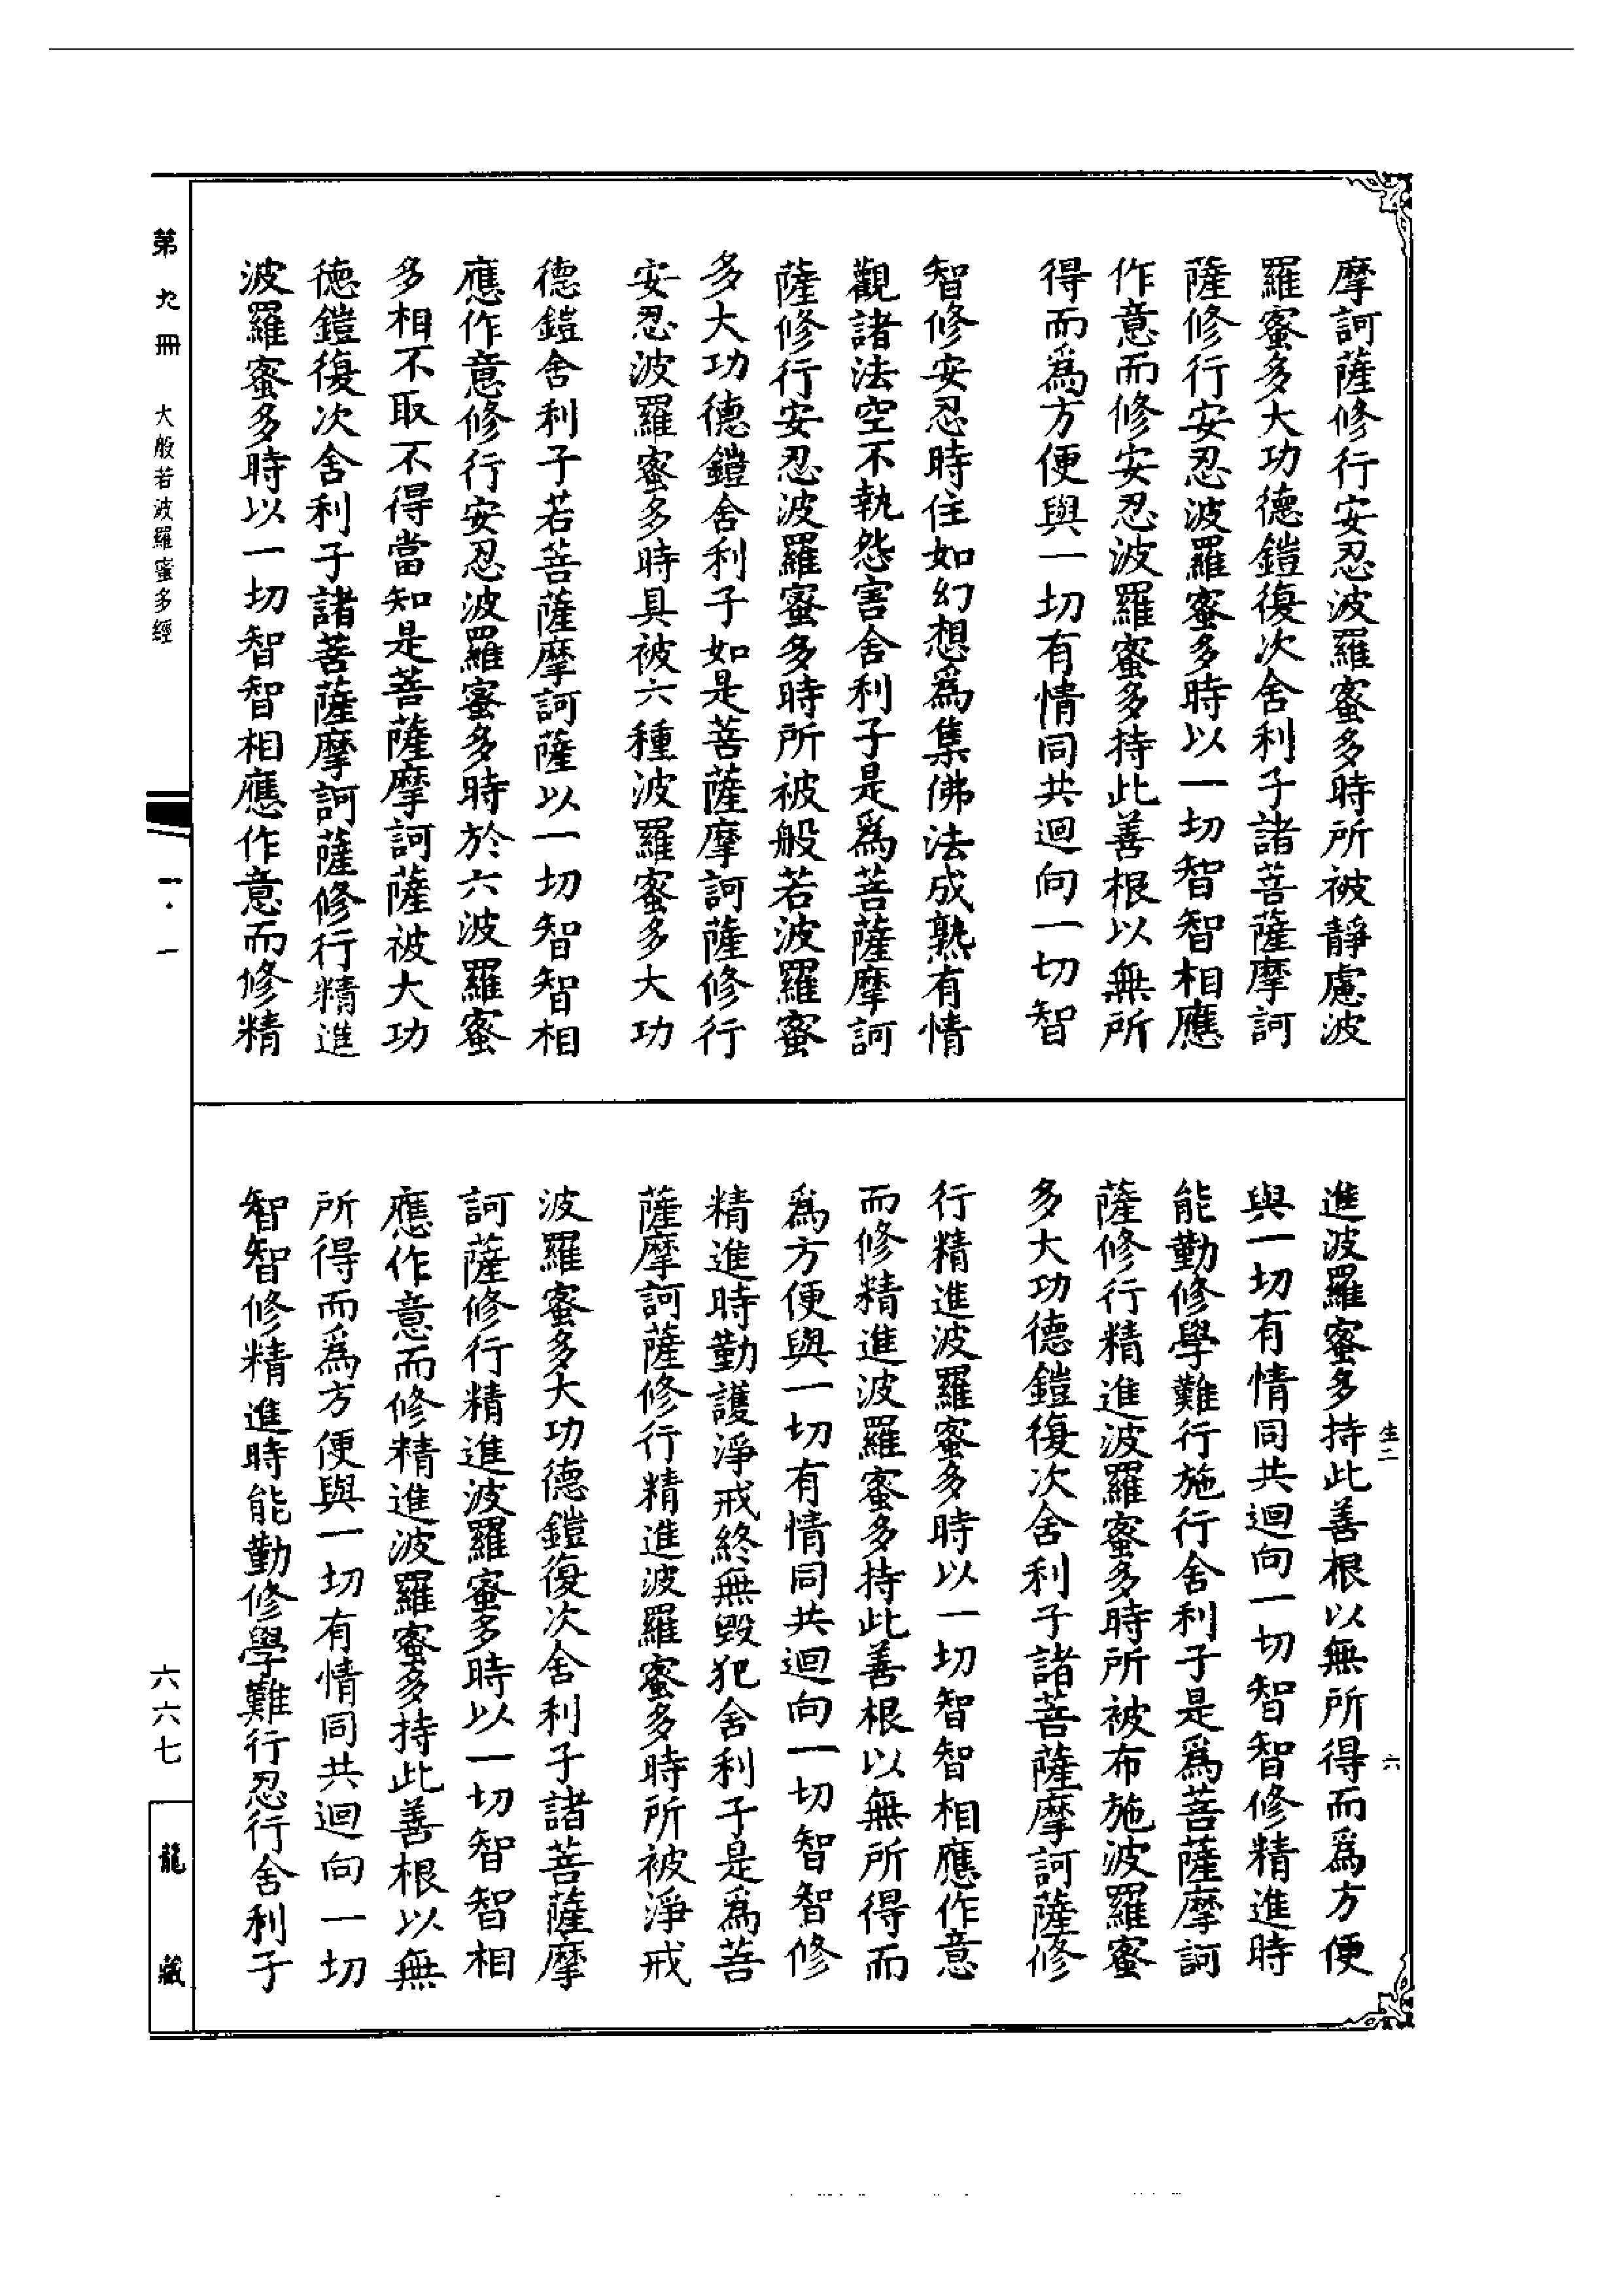 摩訶薩修行安忍波羅蜜多時所被靜慮波
羅蜜多大功德鎧復次舍利子諸菩薩摩訶
薩修行安忍波羅蜜多時以一切智智相應
作意而修安忍波羅蜜多持此善根以無所
得而爲方便與一切有情同共迴向一切智
智修安忍時住如幻想爲集佛法成熟有情
觀諸法空不執怨害舍利子是爲菩薩摩訶
薩修行安忍波羅蜜多時所被般若波羅蜜
多大功德鎧舍利子如是菩薩摩訶薩修行
安忍波羅蜜多時具被六種波羅蜜多大功
德鎧舍利子若菩薩摩訶薩以一切智智相
應作意修行安忍波羅蜜多時於六波羅蜜
多相不取不得當知是菩薩摩訶薩被大功
德鎧復次舍利子諸菩薩摩訶薩修行精進
波羅蜜多時以一切智智相應作意而修精
進波羅蜜多持此善根以無所得而爲方便
與一切有情同共迴向一切智智修精進時
能勤修學難行施行舍利子是爲菩薩摩訶
薩修行精進波羅蜜多時所被布施波羅蜜
多大功德鎧復次舍利子諸菩薩摩訶薩修
行精進波羅蜜多時以一切智智相應作意
而修精進波羅蜜多持此善根以無所得而
爲方便與一切有情同共迴向一切智智修
精進時勤護淨戒終無毀犯舍利子是爲菩
薩摩訶薩修行精進波羅蜜多時所被淨戒
波羅蜜多大功德鎧復次舍利子諸菩薩摩
訶薩修行精進波羅蜜多時以一切智智相
應作意而修精進波羅蜜多持此善根以無
所得而爲方便與一切有情同共迴向一切
智智修精進時能勤修學難行忍行舍利子
生二 六
第九冊 大般若波羅蜜多經 一·一 六六七 龍藏